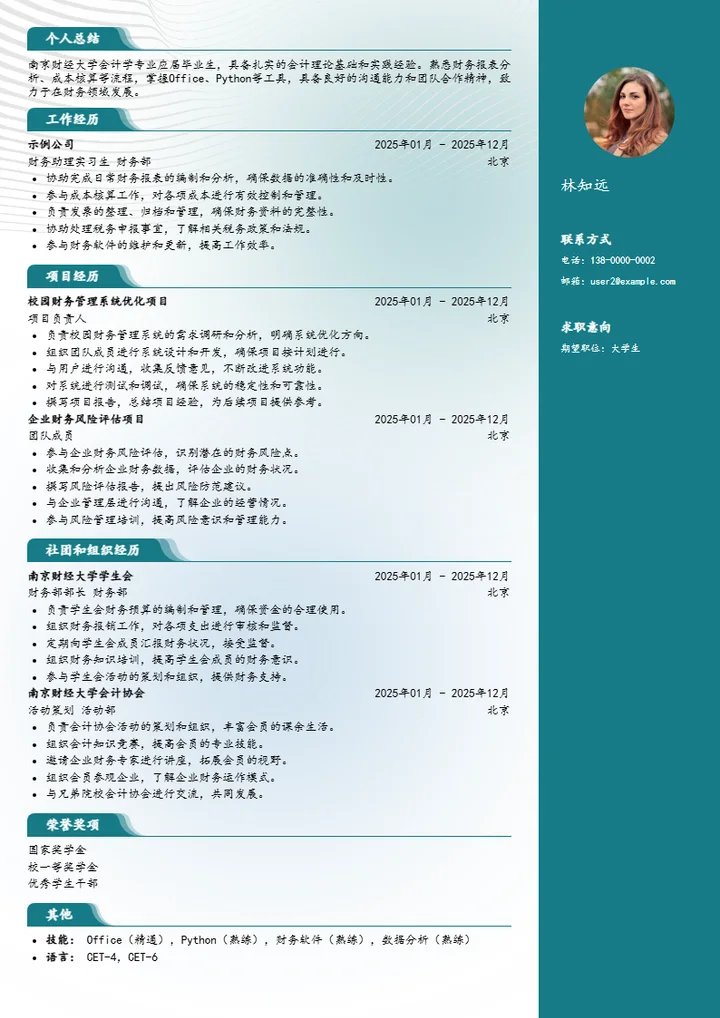 个人总结
南京财经大学会计学专业应届毕业生，具备扎实的会计理论基础和实践经验。熟悉财务报表分
析、成本核算等流程，掌握Office、Python等工具，具备良好的沟通能力和团队合作精神，致
力于在财务领域发展。
工作经历
示例公司 2025年01月 - 2025年12月
财务助理实习生 财务部 北京
• 协助完成日常财务报表的编制和分析，确保数据的准确性和及时性。
• 参与成本核算工作，对各项成本进行有效控制和管理。
• 负责发票的整理、归档和管理，确保财务资料的完整性。
• 协助处理税务申报事宜，了解相关税务政策和法规。
• 参与财务软件的维护和更新，提高工作效率。
项目经历
校园财务管理系统优化项目 2025年01月 - 2025年12月
项目负责人 北京
• 负责校园财务管理系统的需求调研和分析，明确系统优化方向。
• 组织团队成员进行系统设计和开发，确保项目按计划进行。
• 与用户进行沟通，收集反馈意见，不断改进系统功能。
• 对系统进行测试和调试，确保系统的稳定性和可靠性。
• 撰写项目报告，总结项目经验，为后续项目提供参考。
企业财务风险评估项目 2025年01月 - 2025年12月
团队成员 北京
• 参与企业财务风险评估，识别潜在的财务风险点。
• 收集和分析企业财务数据，评估企业的财务状况。
• 撰写风险评估报告，提出风险防范建议。
• 与企业管理层进行沟通，了解企业的经营情况。
• 参与风险管理培训，提高风险意识和管理能力。
社团和组织经历
南京财经大学学生会 2025年01月 - 2025年12月
财务部部长 财务部 北京
• 负责学生会财务预算的编制和管理，确保资金的合理使用。
• 组织财务报销工作，对各项支出进行审核和监督。
• 定期向学生会成员汇报财务状况，接受监督。
• 组织财务知识培训，提高学生会成员的财务意识。
• 参与学生会活动的策划和组织，提供财务支持。
南京财经大学会计协会 2025年01月 - 2025年12月
活动策划 活动部 北京
• 负责会计协会活动的策划和组织，丰富会员的课余生活。
• 组织会计知识竞赛，提高会员的专业技能。
• 邀请企业财务专家进行讲座，拓展会员的视野。
• 组织会员参观企业，了解企业财务运作模式。
• 与兄弟院校会计协会进行交流，共同发展。
荣誉奖项
国家奖学金
校一等奖学金
优秀学生干部
其他
• 技能： Office（精通），Python（熟练），财务软件（熟练），数据分析（熟练）
• 语言： CET-4，CET-6
林知远
联系方式
电话：138-0000-0002
邮箱：user2@example.com
求职意向
期望职位：大学生